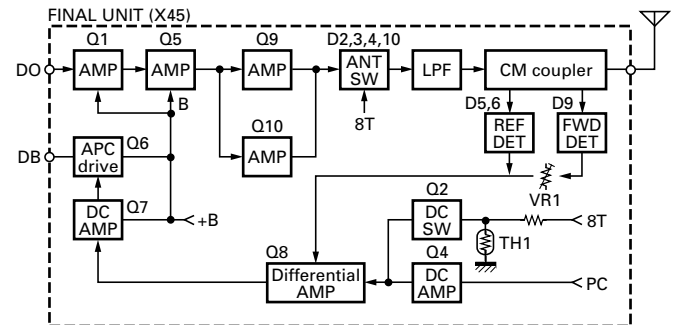 FINAL UNIT (X45)
Q1
Q5
Q9
D2,3,4,10
DO
AMP
AMP
AMP
ANT
SW
LPF
CM coupler
B
Q10
AMP
8T
D5,6
D9
REF
DET
FWD
DET
DB
APC
drive
Q6
VR1
DC
AMP
Q7
+B
Q2
DC
SW
8T
TH1
Q8
Differential
AMP
Q4
DC
AMP
PC